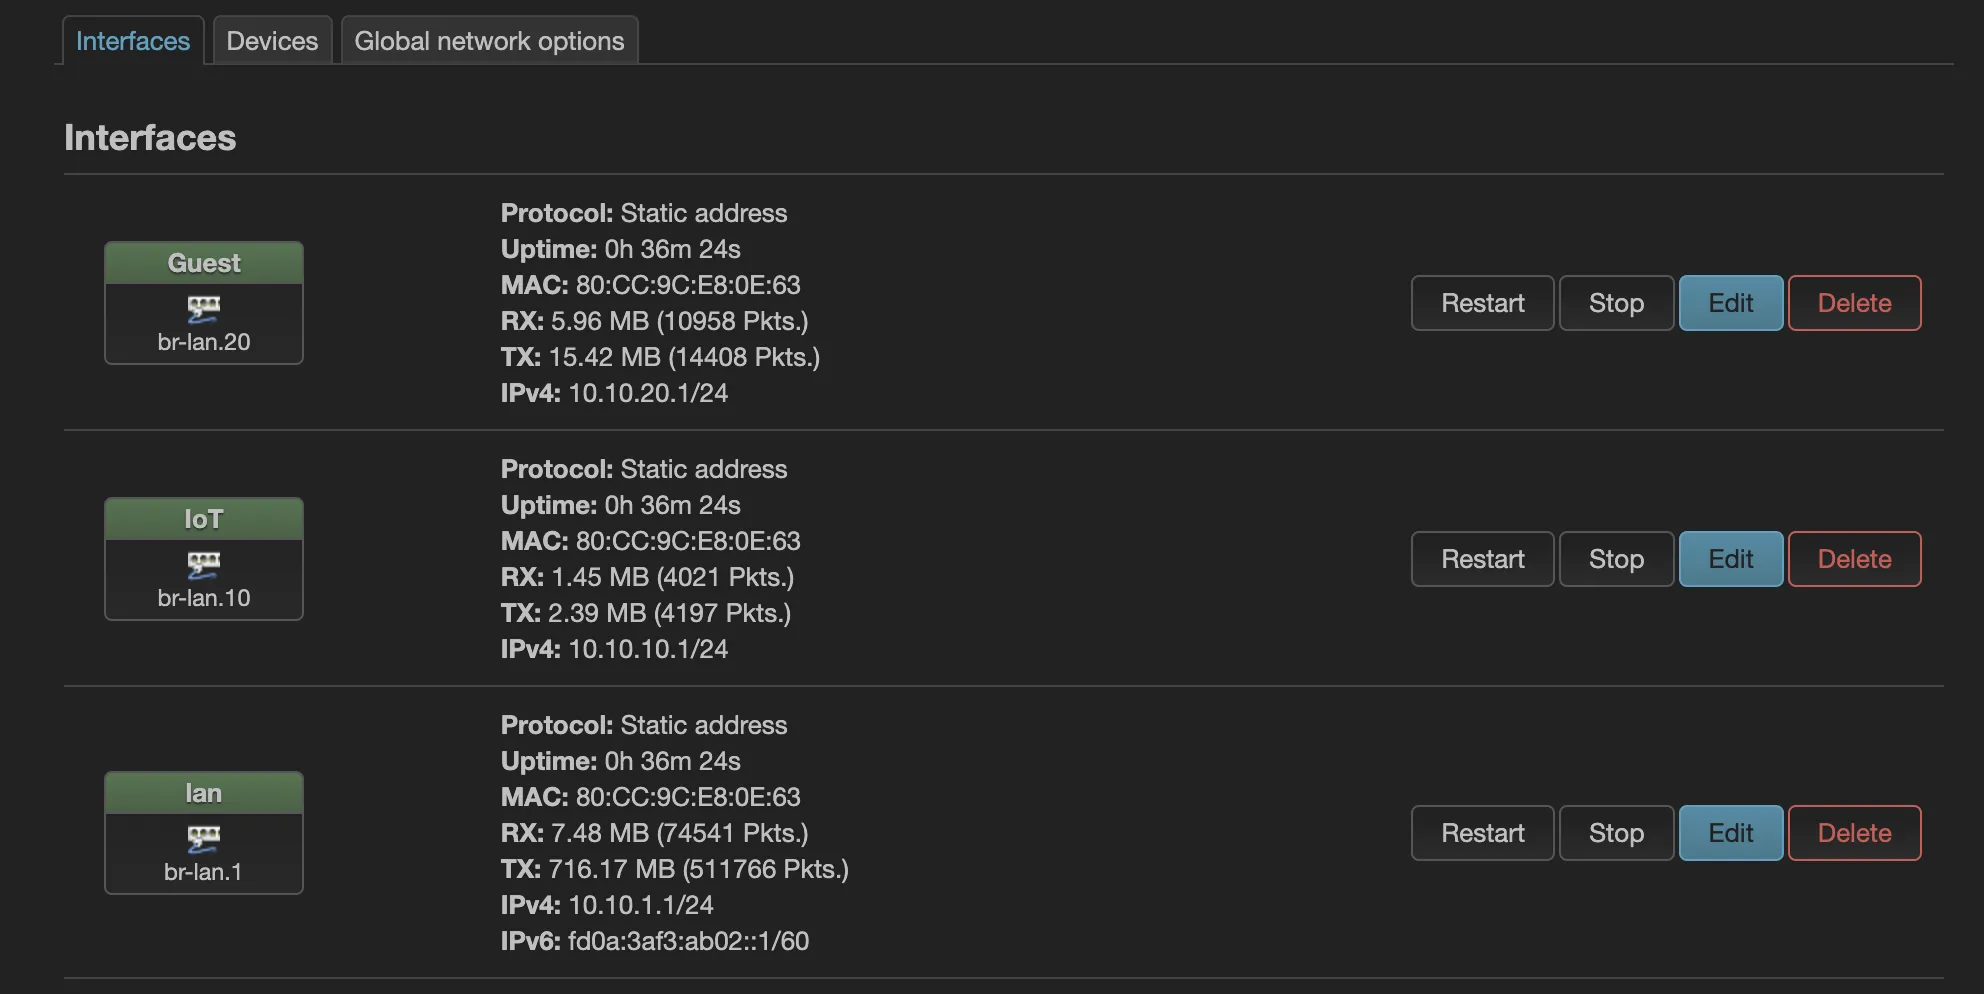 Interfaces Devices Global network options
Interfaces
Guest
br-lan.20
Protocol: Static address
Uptime: 0h 36m 24s
MAC: 80:CC:9C:E8:0E:63
RX: 5.96 MB (10958 Pkts.)
TX: 15.42 MB (14408 Pkts.)
IPv4: 10.10.20.1/24
Restart Stop Edit Delete
IoT
br-lan.10
Protocol: Static address
Uptime: 0h 36m 24s
MAC: 80:CC:9C:E8:0E:63
RX: 1.45 MB (4021 Pkts.)
TX: 2.39 MB (4197 Pkts.)
IPv4: 10.10.10.1/24
Restart Stop Edit Delete
lan
br-lan.1
Protocol: Static address
Uptime: 0h 36m 24s
MAC: 80:CC:9C:E8:0E:63
RX: 7.48 MB (74541 Pkts.)
TX: 716.17 MB (511766 Pkts.)
IPv4: 10.10.1.1/24
IPv6: fd0a:3af3:ab02::1/60
Restart Stop Edit Delete